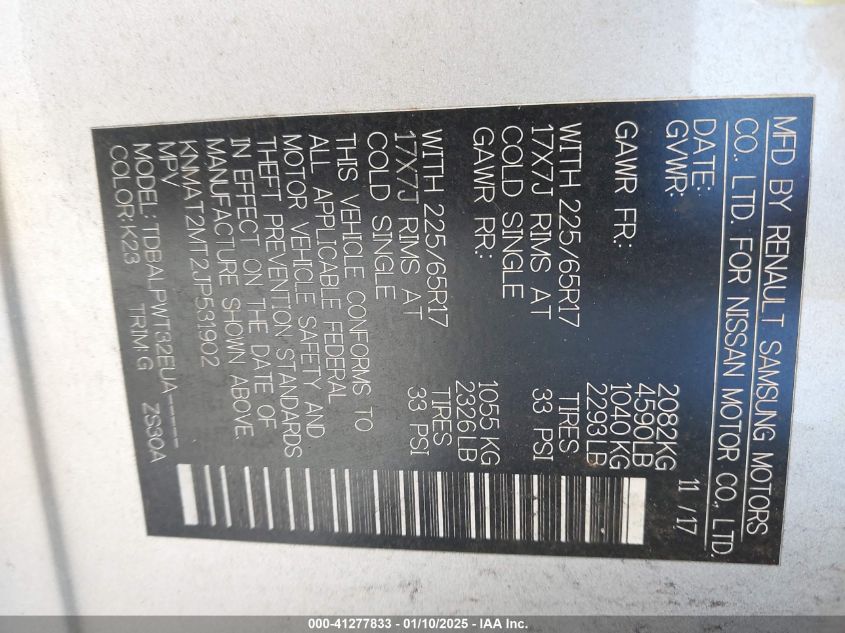 MFD BY RENAULT SAMSUNG MOTORS
CO., LTD. FOR NISSAN MOTOR CO., LTD.
DATE: 11 /17
GVWR: 2082KG
4590LB
GAWR FR: 1040KG
2293LB
WITH 225/65R17 TIRES
17X7J RIMS AT 33 PSI
COLD SINGLE
GAWR RR: 1055KG
2326LB
WITH 225/65R17 TIRES
17X7J RIMS AT 33 PSI
COLD SINGLE
THIS VEHICLE CONFORMS TO
ALL APPLICABLE FEDERAL
MOTOR VEHICLE SAFETY AND
THEFT PREVENTION STANDARDS
IN EFFECT ON THE DATE OF
MANUFACTURE SHOWN ABOVE.
KNMAT2MT2JP531902
MPV
MODEL: TDBALPWT32EUA-----
COLOR:K23 TRIM:G ZS30A
000-41277833 - 01/10/2025 - IAA Inc.